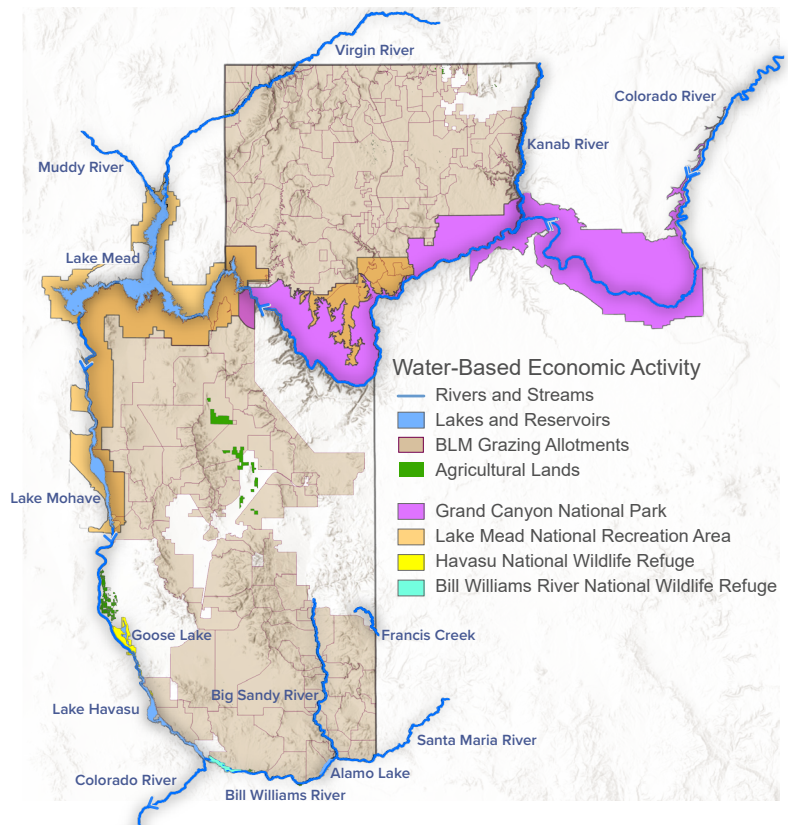 Virgin River
Colorado River
Kanab River
Muddy River
Lake Mead
Water-Based Economic Activity
Rivers and Streams
Lakes and Reservoirs
BLM Grazing Allotments
Agricultural Lands
Grand Canyon National Park
Lake Mead National Recreation Area
Havasu National Wildlife Refuge
Bill Williams River National Wildlife Refuge
Lake Mohave
Goose Lake
Francis Creek
Big Sandy River
Lake Havasu
Santa Maria River
Alamo Lake
Colorado River
Bill Williams River